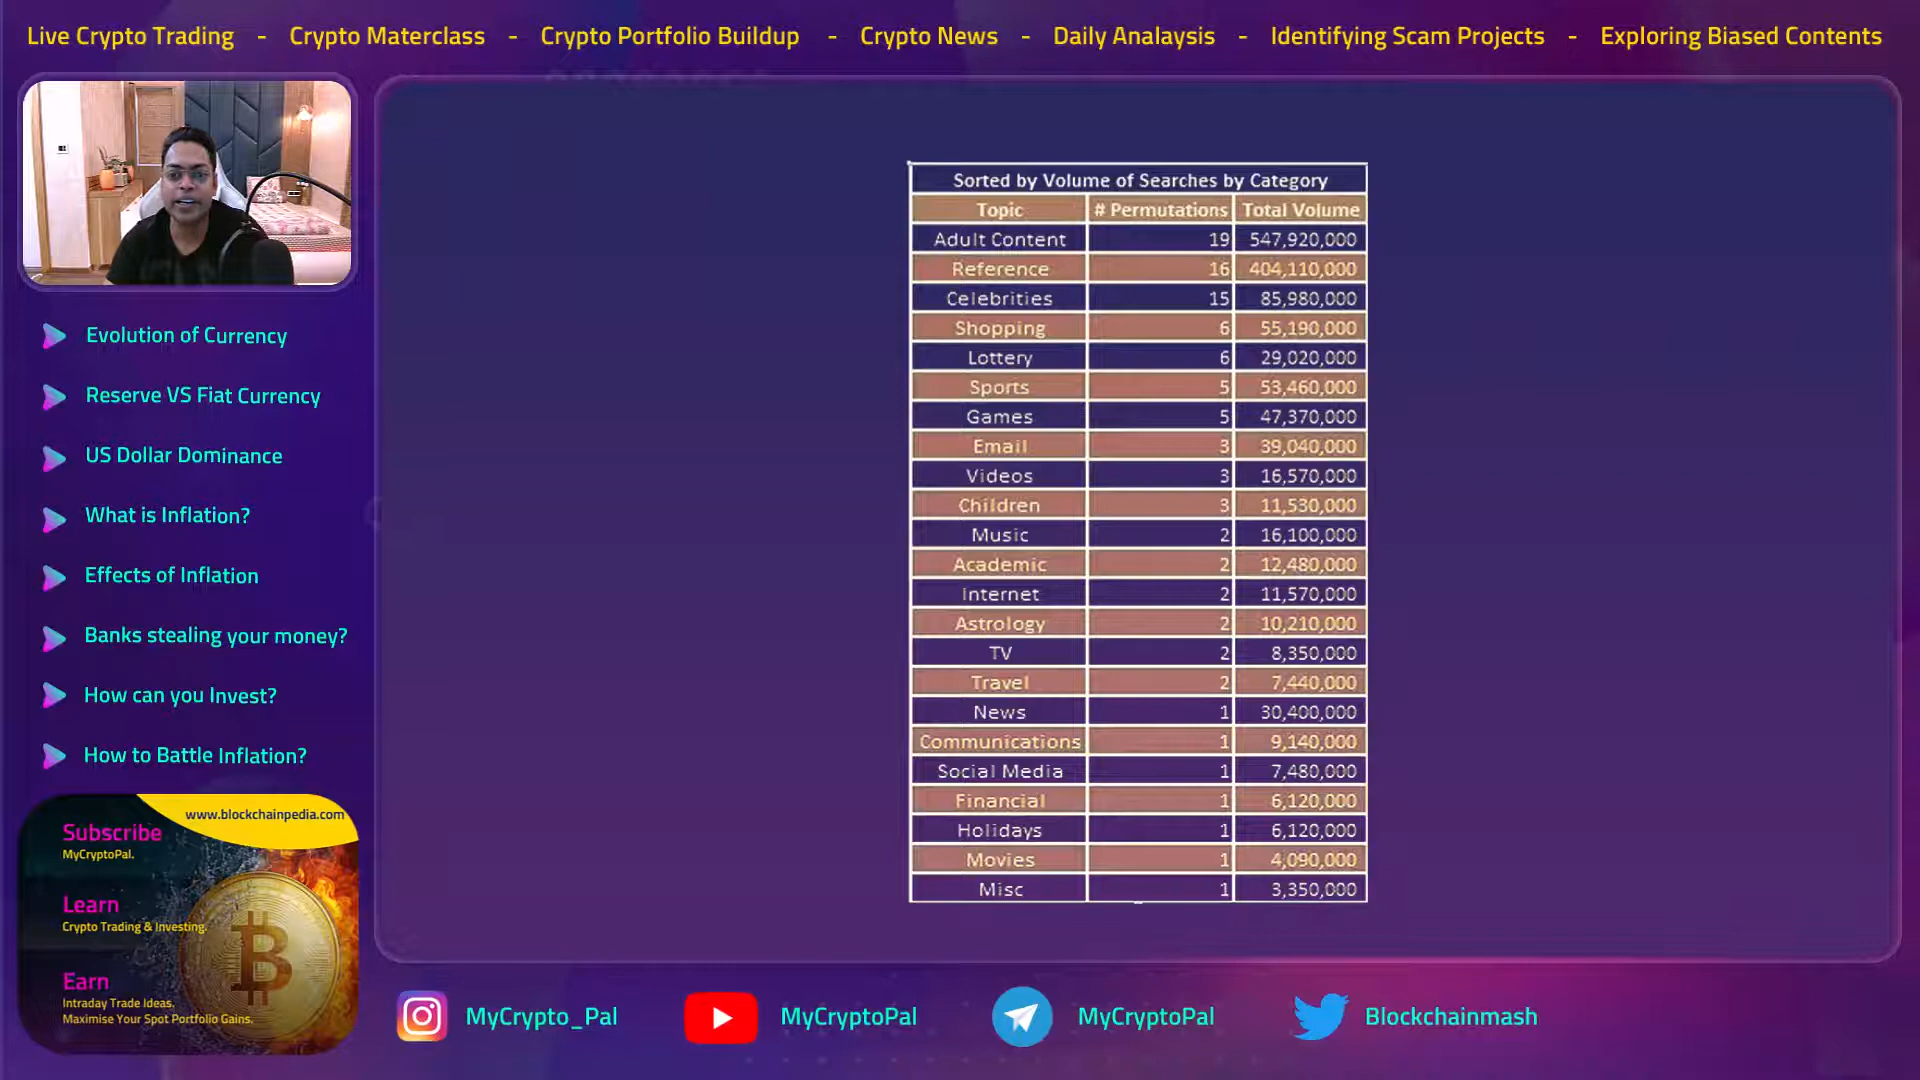 Live Crypto Trading - Crypto Materclass - Crypto Portfolio Buildup - Crypto News - Daily Analaysis - Identifying Scam Projects - Exploring Biased Contents
Evolution of Currency
Reserve VS Fiat Currency
US Dollar Dominance
What is Inflation?
Effects of Inflation
Banks stealing your money?
How can you Invest?
How to Battle Inflation?
www.blockchainpedia.com
Subscribe
MyCryptoPal.
Learn
Crypto Trading & Investing.
Earn
Intraday Trade Ideas.
Maximise Your Spot Portfolio Gains.
Sorted by Volume of Searches by Category
Topic # Permutations Total Volume
Adult Content 19 547,920,000
Reference 16 404,110,000
Celebrities 15 85,980,000
Shopping 6 55,190,000
Lottery 6 29,020,000
Sports 5 53,460,000
Games 5 47,370,000
Email 3 39,040,000
Videos 3 16,570,000
Children 3 11,530,000
Music 2 16,100,000
Academic 2 12,480,000
Internet 2 11,570,000
Astrology 2 10,210,000
TV 2 8,350,000
Travel 2 7,440,000
News 1 30,400,000
Communications 1 9,140,000
Social Media 1 7,480,000
Financial 1 6,120,000
Holidays 1 6,120,000
Movies 1 4,090,000
Misc 1 3,350,000
MyCrypto_Pal MyCryptoPal MyCryptoPal Blockchainmash